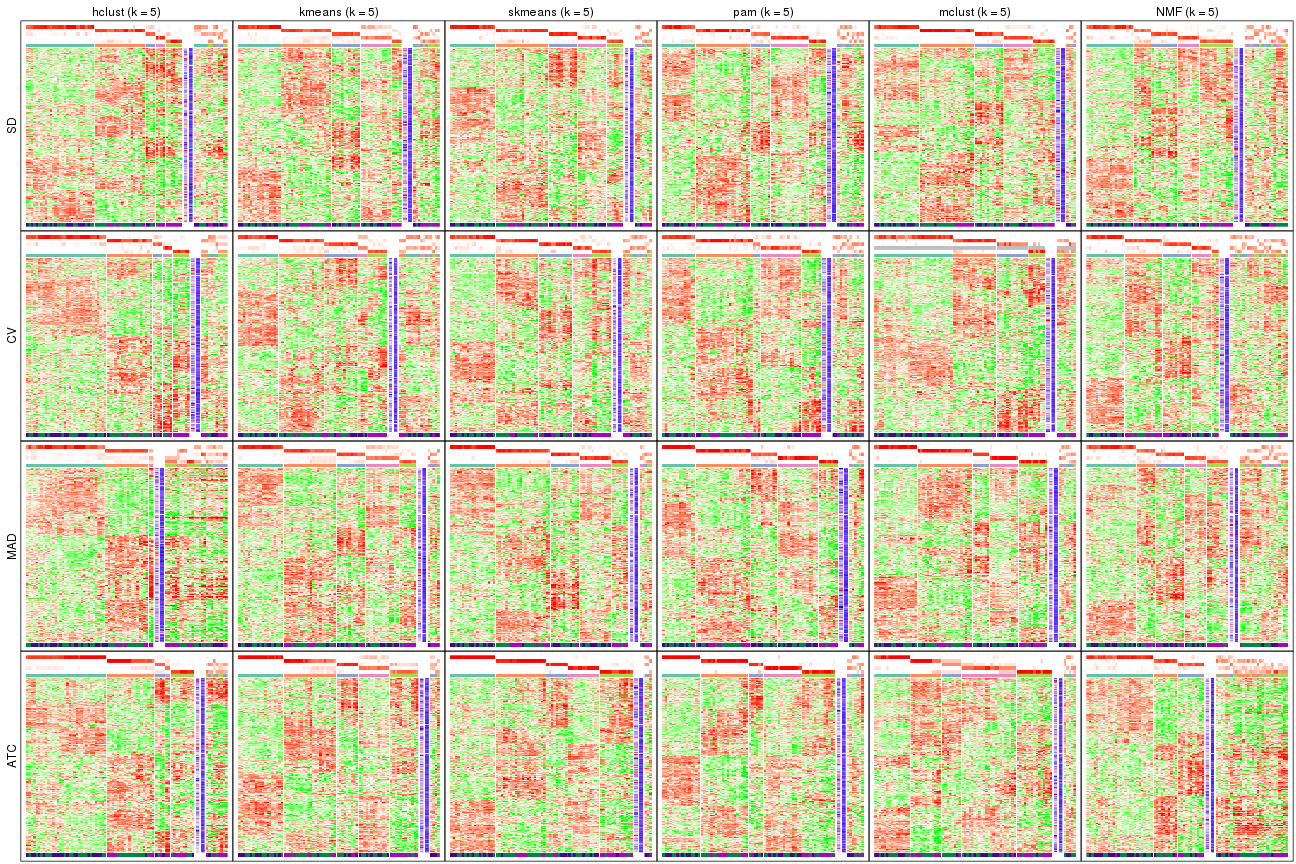 hclust (k = 5) kmeans (k = 5) skmeans (k = 5) pam (k = 5) mclust (k = 5) NMF (k = 5)
SD
CV
MAD
ATC